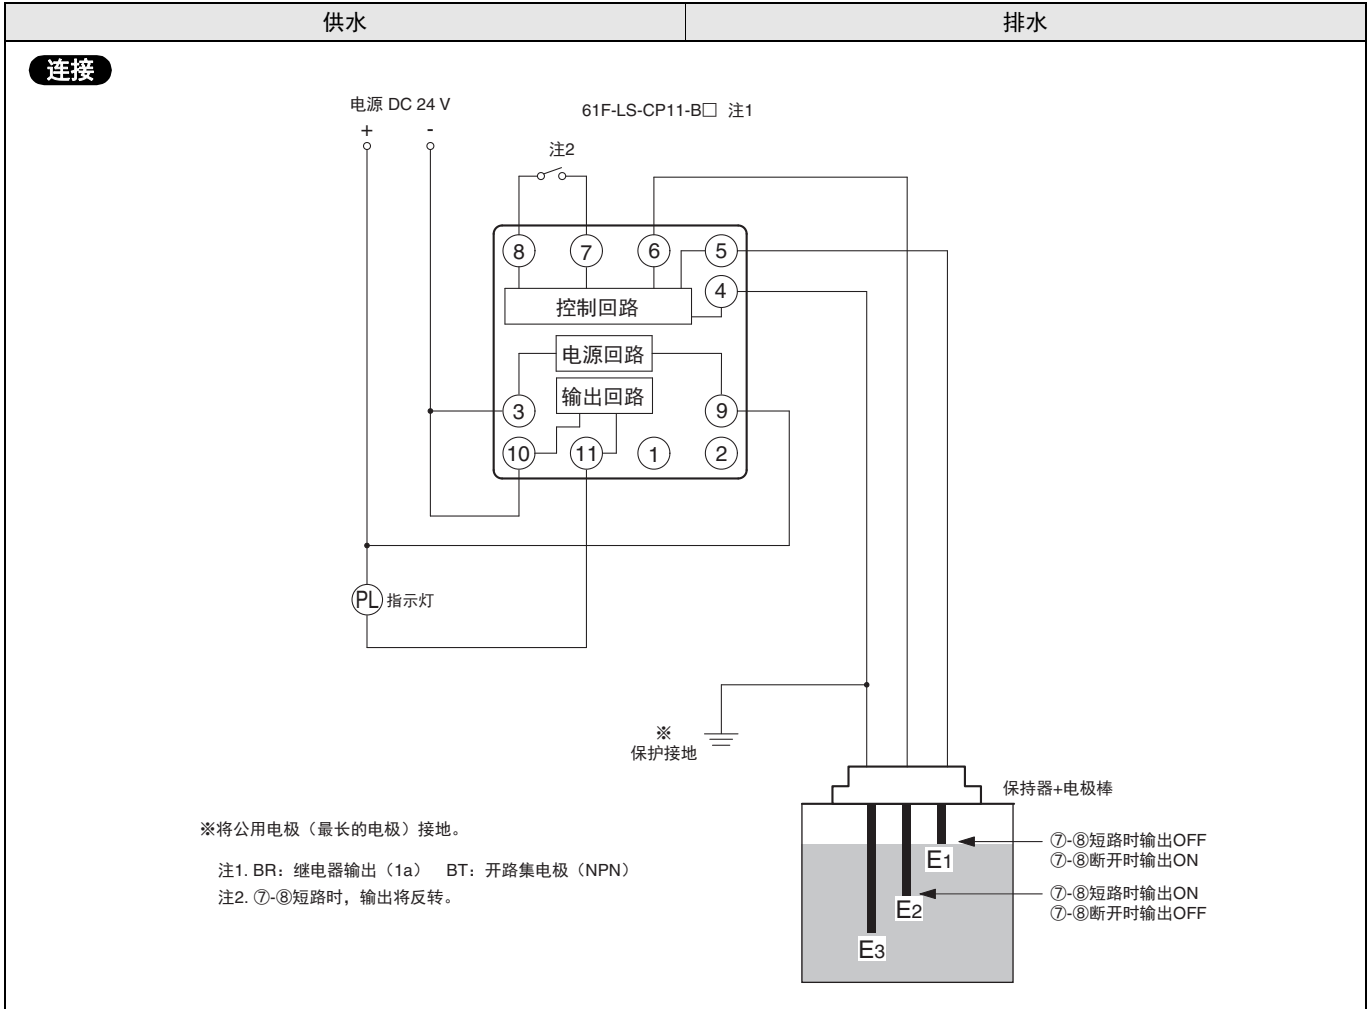 供水
排水
连接
电源 DC 24 V
+
-
61F-LS-CP11-B□ 注1
注2
8
7
6
5
4
控制回路
电源回路
输出回路
3
9
10
11
1
2
PL 指示灯
※
保护接地
保持器+电极棒
※将公用电极（最长的电极）接地。
注1. BR：继电器输出（1a） BT：开路集电极（NPN）
注2. ⑦-⑧短路时，输出将反转。
E1
E2
E3
⑦-⑧短路时输出OFF
⑦-⑧断开时输出ON
⑦-⑧短路时输出ON
⑦-⑧断开时输出OFF